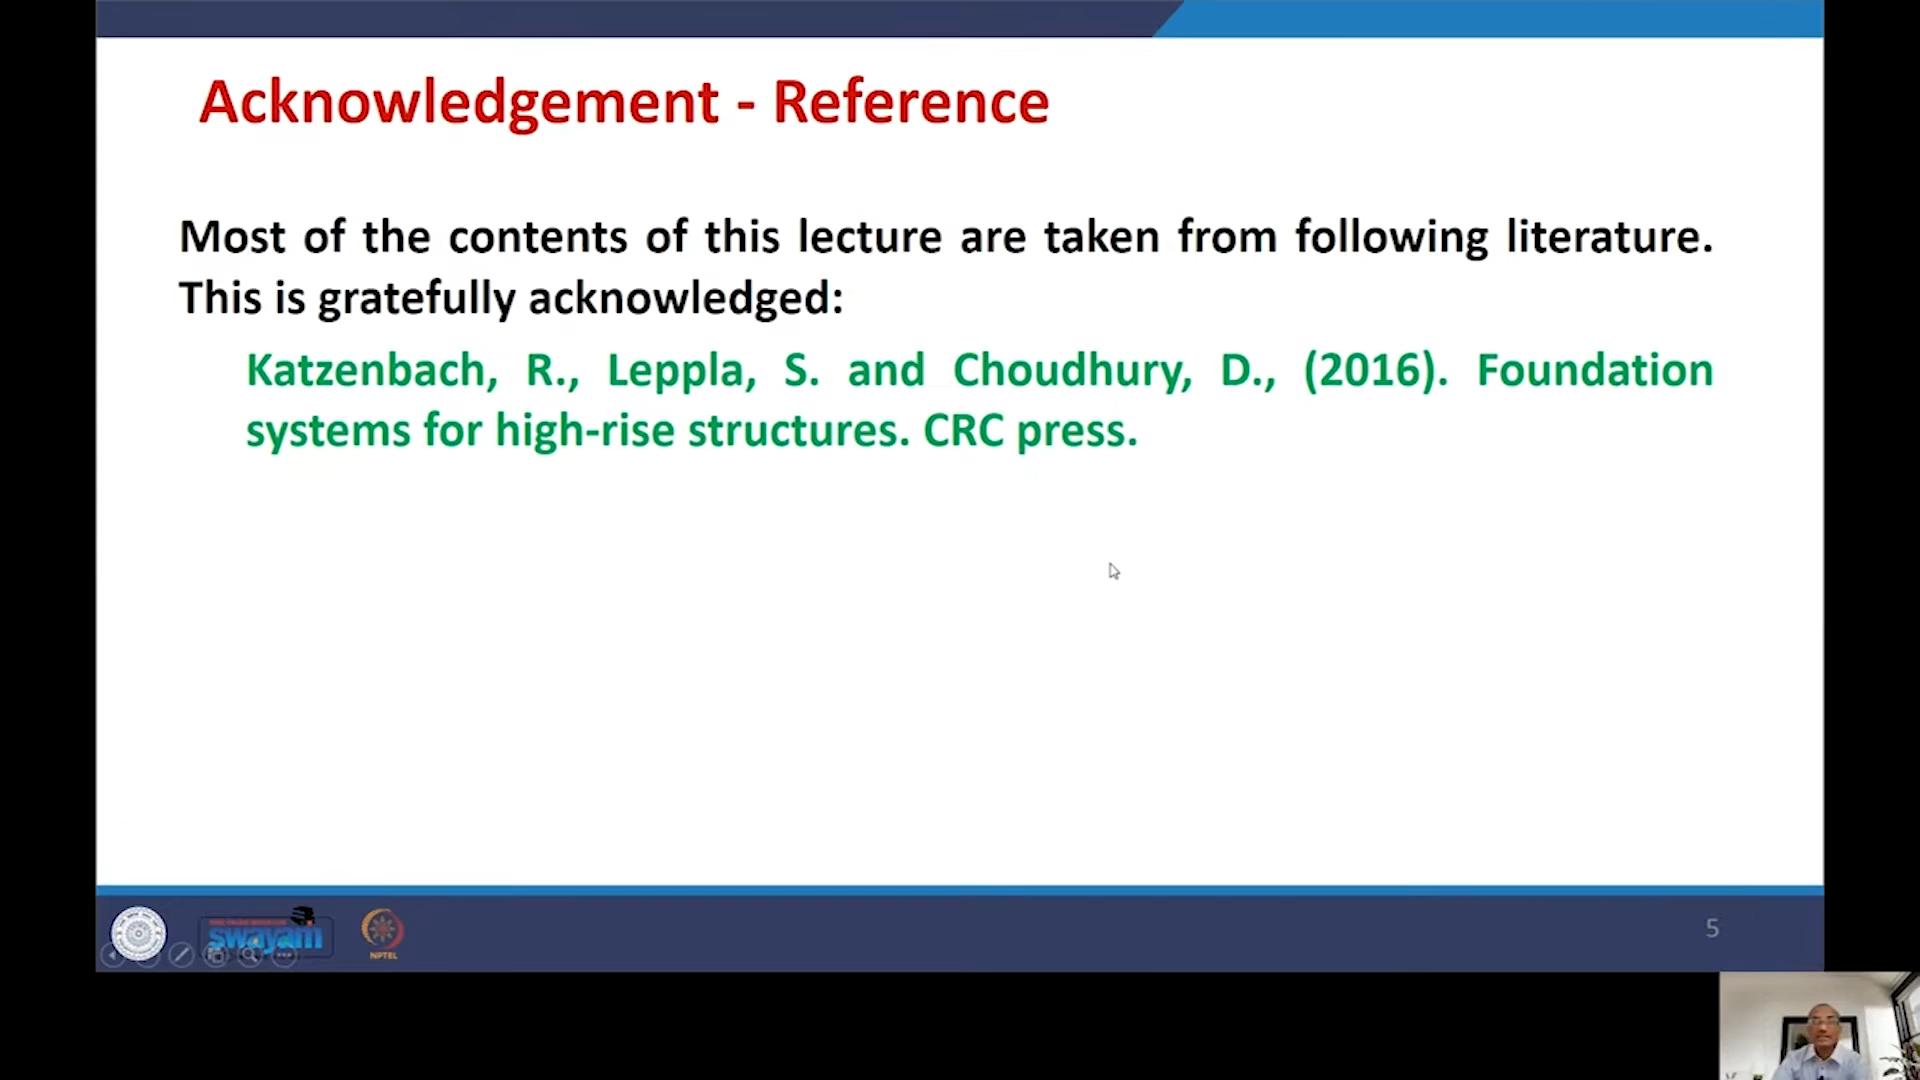 Acknowledgement - Reference
Most of the contents of this lecture are taken from following literature.
This is gratefully acknowledged:
Katzenbach, R., Leppla, S. and Choudhury, D., (2016). Foundation
systems for high-rise structures. CRC press.
swayam
NPTEL
5